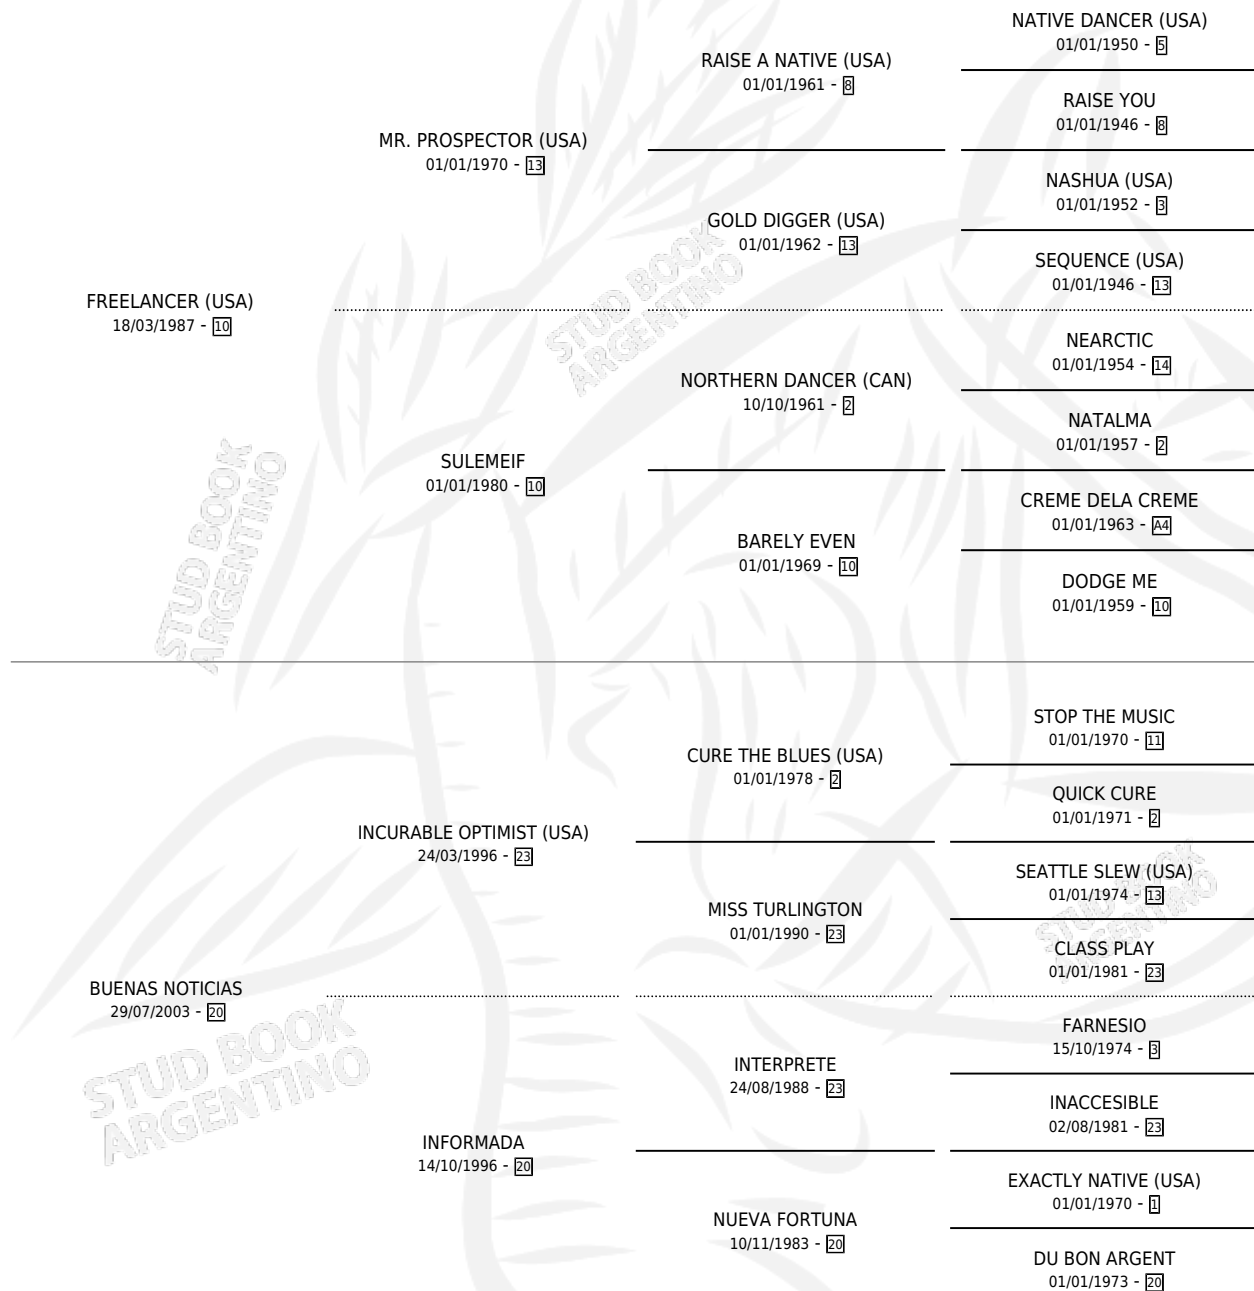 NATIVE DANCER (USA)
01/01/1950 - 5
RAISE A NATIVE (USA)
01/01/1961 - 8
RAISE YOU
01/01/1946 - 8
MR. PROSPECTOR (USA)
01/01/1970 - 13
NASHUA (USA)
01/01/1952 - 3
GOLD DIGGER (USA)
01/01/1962 - 13
SEQUENCE (USA)
01/01/1946 - 13
FREELANCER (USA)
18/03/1987 - 10
STUD BOOK
ARGENTINO
NEARCTIC
01/01/1954 - 14
NORTHERN DANCER (CAN)
10/10/1961 - 2
NATALMA
01/01/1957 - 2
SULEMEIF
01/01/1980 - 10
CREME DELA CREME
01/01/1963 - A4
BARELY EVEN
01/01/1969 - 10
DODGE ME
01/01/1959 - 10
STUD BOOK
ARGENTINO
STOP THE MUSIC
01/01/1970 - 11
CURE THE BLUES (USA)
01/01/1978 - 2
QUICK CURE
01/01/1971 - 2
INCURABLE OPTIMIST (USA)
24/03/1996 - 23
SEATTLE SLEW (USA)
01/01/1974 - 13
MISS TURLINGTON
01/01/1990 - 23
STUD BOOK
ARGENTINO
CLASS PLAY
01/01/1981 - 23
BUENAS NOTICIAS
29/07/2003 - 20
STUD BOOK
ARGENTINO
FARNESIO
15/10/1974 - 3
INTERPRETE
24/08/1988 - 23
INACCESIBLE
02/08/1981 - 23
INFORMADA
14/10/1996 - 20
EXACTLY NATIVE (USA)
01/01/1970 - 1
NUEVA FORTUNA
10/11/1983 - 20
DU BON ARGENT
01/01/1973 - 20